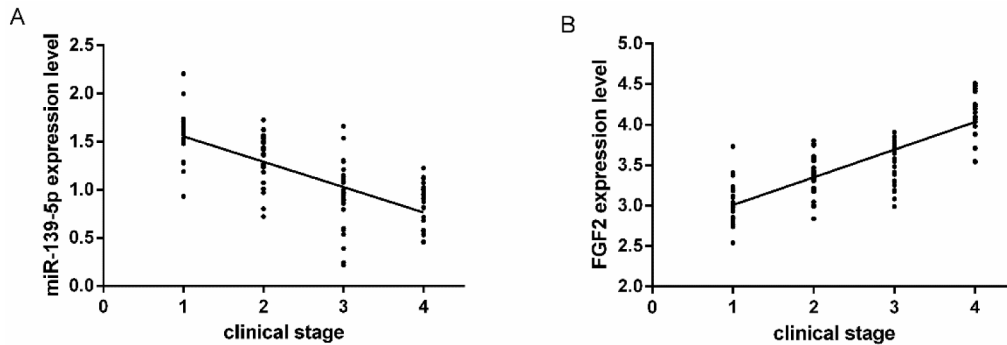 A
miR-139-5p expression level
2.5
2.0
1.5
1.0
0.5
0.0
0 1 2 3 4
clinical stage
B
FGF2 expression level
5.0
4.5
4.0
3.5
3.0
2.5
2.0
0 1 2 3 4
clinical stage